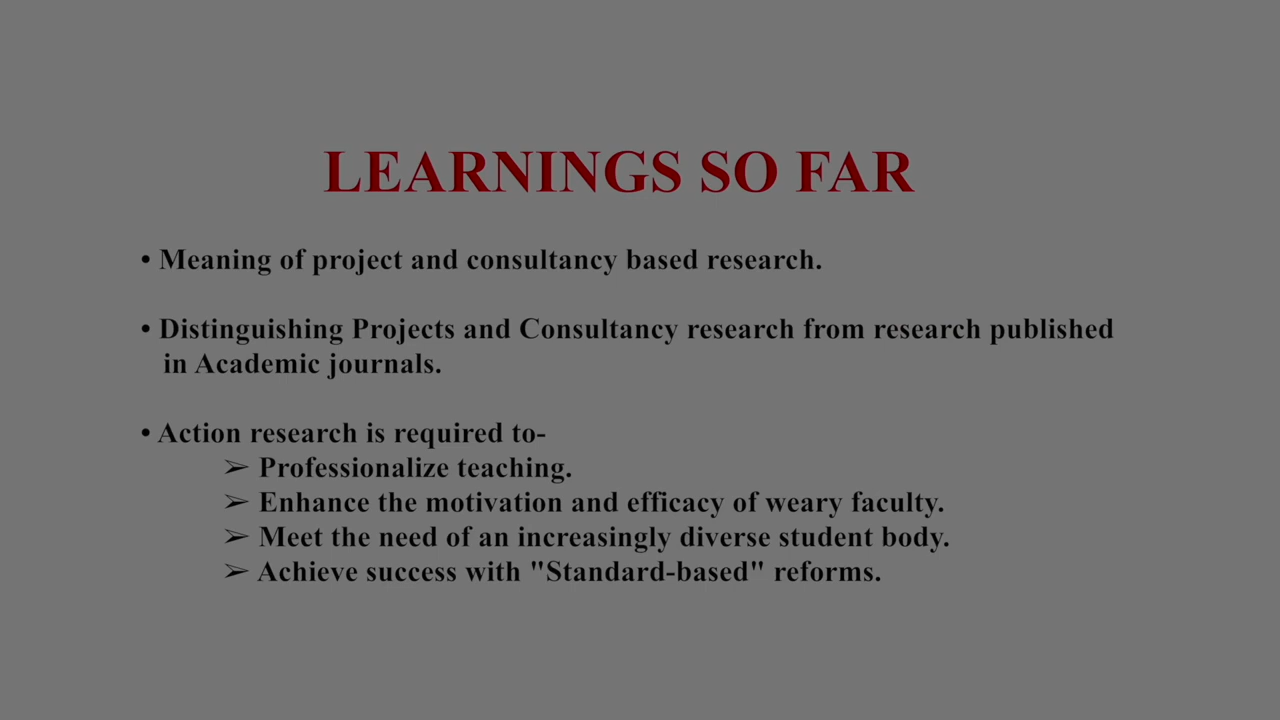 LEARNINGS SO FAR
• Meaning of project and consultancy based research.
• Distinguishing Projects and Consultancy research from research published
in Academic journals.
• Action research is required to-
➢ Professionalize teaching.
➢ Enhance the motivation and efficacy of weary faculty.
➢ Meet the need of an increasingly diverse student body.
➢ Achieve success with "Standard-based" reforms.